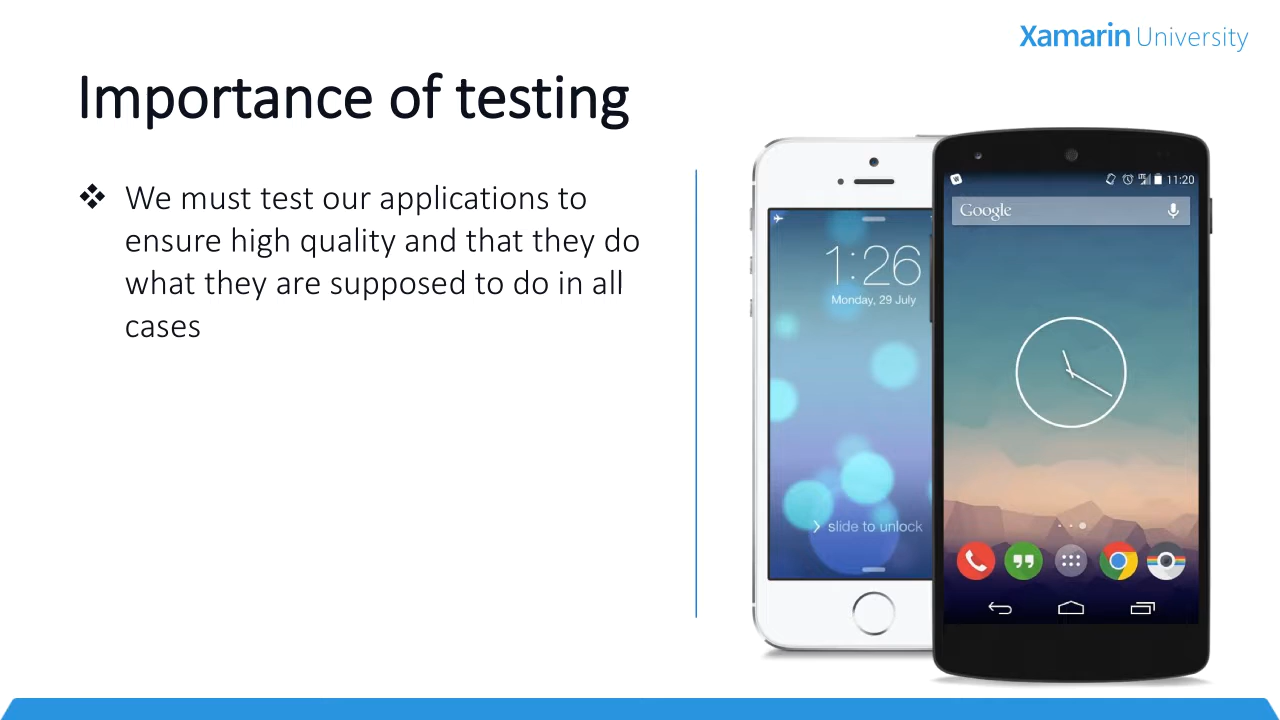 Xamarin University
Importance of testing
❖ We must test our applications to
ensure high quality and that they do
what they are supposed to do in all
cases
1:26
Monday, 29 July
slide to unlock
11:20
Google